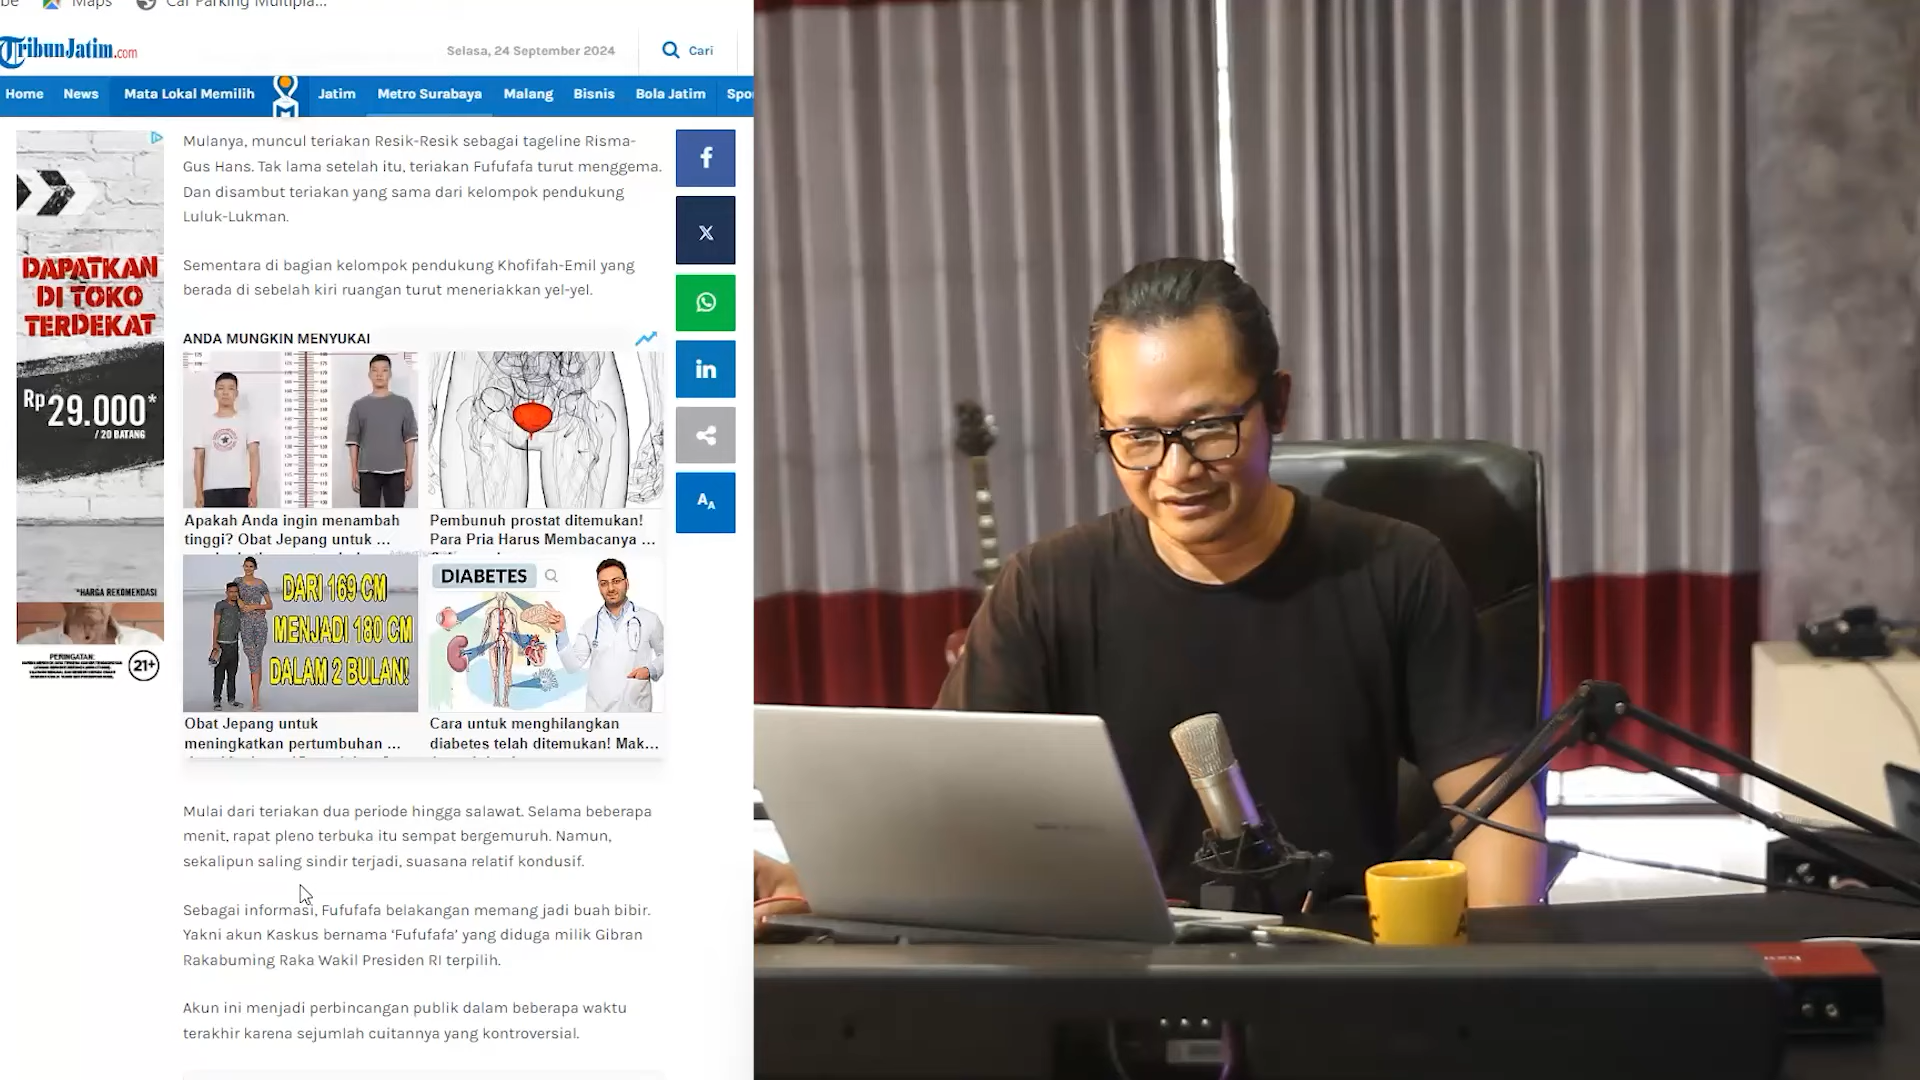 Maps
Car Parking Multipla...
TribunJatim.com
Selasa, 24 September 2024
Cari
Home
News
Mata Lokal Memilih
Jatim
Metro Surabaya
Malang
Bisnis
Bola Jatim
Mulanya, muncul teriakan Resik-Resik sebagai tageline Risma-
Gus Hans. Tak lama setelah itu, teriakan Fufufafa turut menggema.
Dan disambut teriakan yang sama dari kelompok pendukung
Luluk-Lukman.
Sementara di bagian kelompok pendukung Khofifah-Emil yang
berada di sebelah kiri ruangan turut meneriakkan yel-yel.
DAPATKAN
DI TOKO
TERDEKAT
Rp29.000*
/ 20 BATANG
*HARGA REKOMENDASI
PERINGATAN:
21+
ANDA MUNGKIN MENYUKAI
Apakah Anda ingin menambah
tinggi? Obat Jepang untuk ...
Pembunuh prostat ditemukan!
Para Pria Harus Membacanya ...
DARI 169 CM
MENJADI 180 CM
DALAM 2 BULAN!
DIABETES
Obat Jepang untuk
meningkatkan pertumbuhan ...
Cara untuk menghilangkan
diabetes telah ditemukan! Mak...
Mulai dari teriakan dua periode hingga salawat. Selama beberapa
menit, rapat pleno terbuka itu sempat bergemuruh. Namun,
sekalipun saling sindir terjadi, suasana relatif kondusif.
Sebagai informasi, Fufufafa belakangan memang jadi buah bibir.
Yakni akun Kaskus bernama ‘Fufufafa’ yang diduga milik Gibran
Rakabuming Raka Wakil Presiden RI terpilih.
Akun ini menjadi perbincangan publik dalam beberapa waktu
terakhir karena sejumlah cuitannya yang kontroversial.